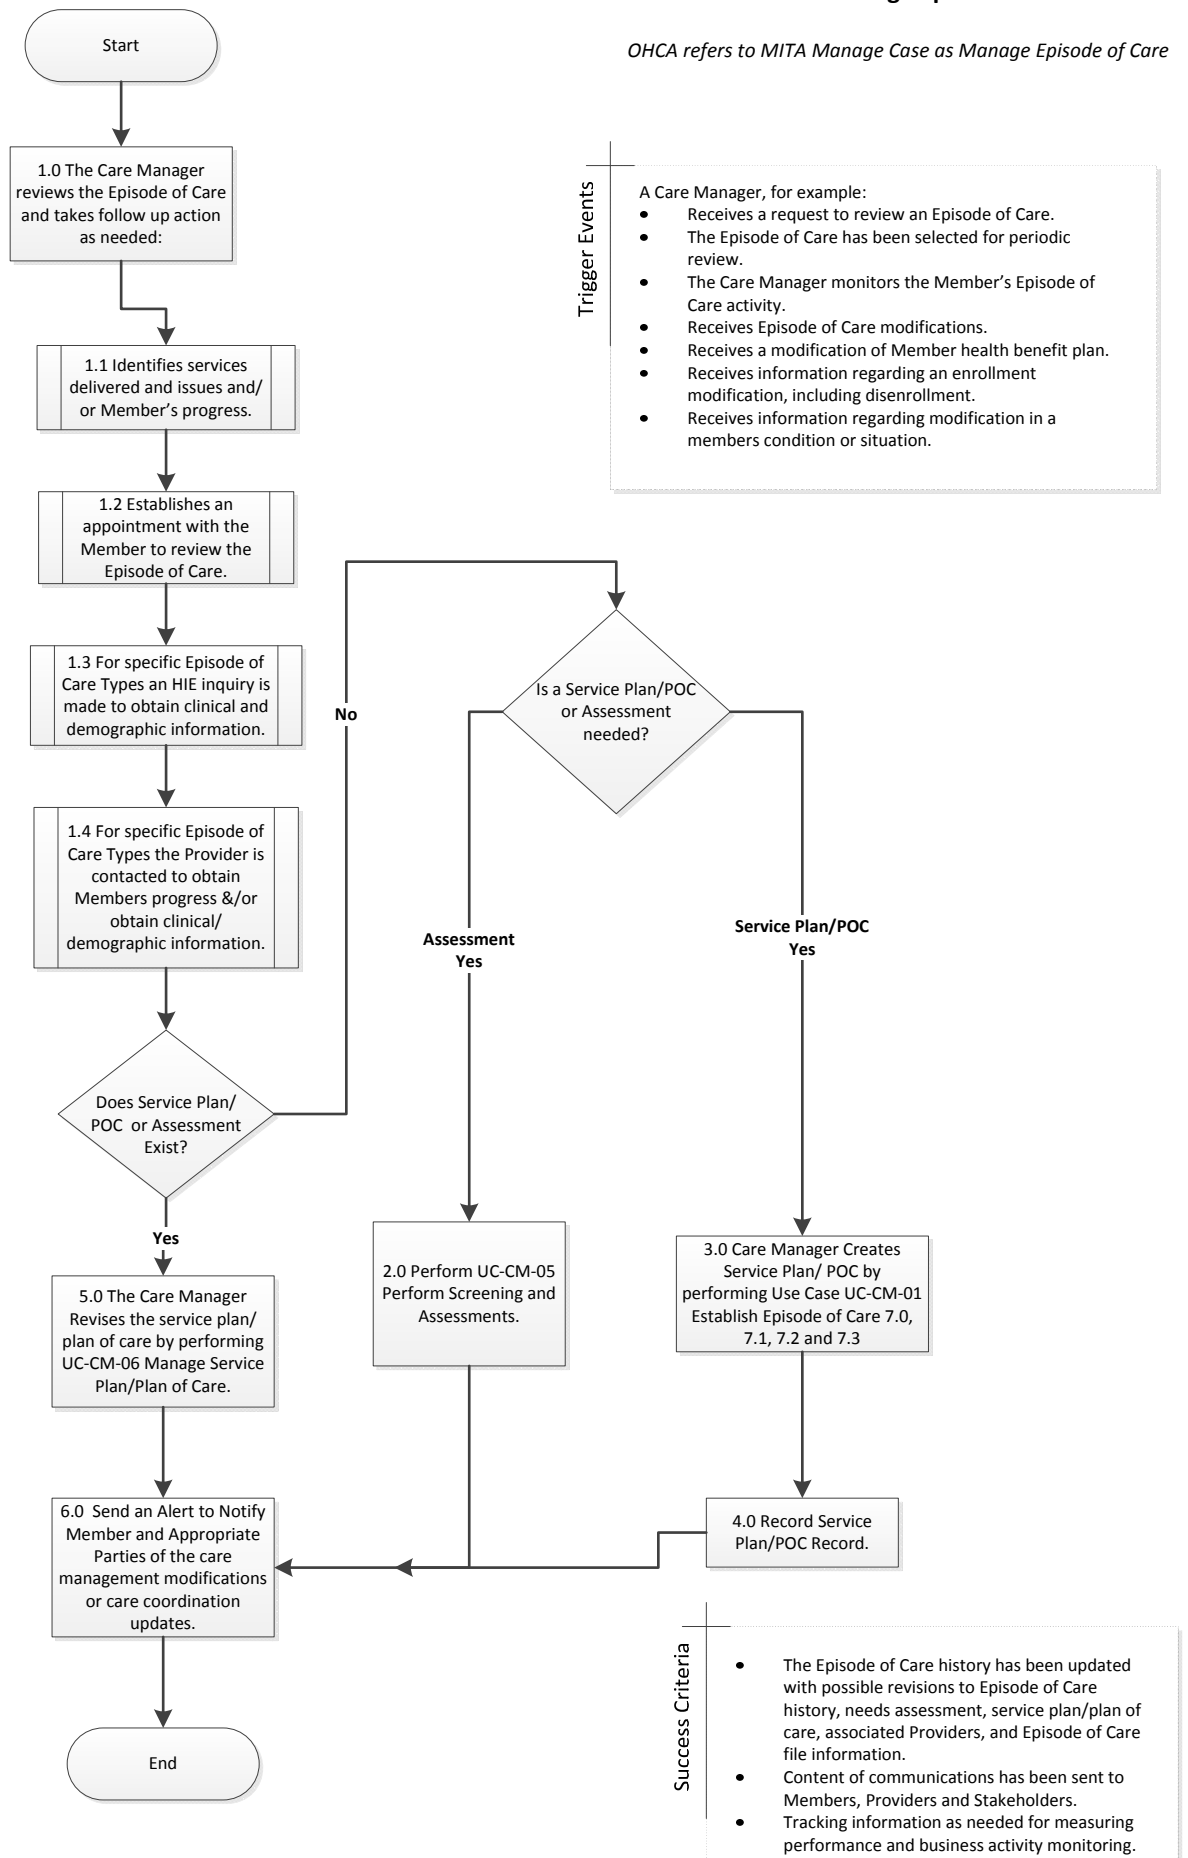 OHCA refers to MITA Manage Case as Manage Episode of Care
Start
1.0 The Care Manager
reviews the Episode of Care
and takes follow up action
as needed:
Trigger Events
A Care Manager, for example:
• Receives a request to review an Episode of Care.
• The Episode of Care has been selected for periodic
review.
• The Care Manager monitors the Member's Episode of
Care activity.
• Receives Episode of Care modifications.
• Receives a modification of Member health benefit plan.
• Receives information regarding an enrollment
modification, including disenrollment.
• Receives information regarding modification in a
members condition or situation.
1.1 Identifies services
delivered and issues and/
or Member's progress.
1.2 Establishes an
appointment with the
Member to review the
Episode of Care.
1.3 For specific Episode of
Care Types an HIE inquiry is
made to obtain clinical and
demographic information.
1.4 For specific Episode of
Care Types the Provider is
contacted to obtain
Members progress &/or
obtain clinical/
demographic information.
Does Service Plan/
POC or Assessment
Exist?
No
Is a Service Plan/POC
or Assessment
needed?
Assessment
Yes
Service Plan/POC
Yes
Yes
5.0 The Care Manager
Revises the service plan/
plan of care by performing
UC-CM-06 Manage Service
Plan/Plan of Care.
2.0 Perform UC-CM-05
Perform Screening and
Assessments.
3.0 Care Manager Creates
Service Plan/ POC by
performing Use Case UC-CM-01
Establish Episode of Care 7.0,
7.1, 7.2 and 7.3
4.0 Record Service
Plan/POC Record.
6.0 Send an Alert to Notify
Member and Appropriate
Parties of the care
management modifications
or care coordination
updates.
End
Success Criteria
• The Episode of Care history has been updated
with possible revisions to Episode of Care
history, needs assessment, service plan/plan of
care, associated Providers, and Episode of Care
file information.
• Content of communications has been sent to
Members, Providers and Stakeholders.
• Tracking information as needed for measuring
performance and business activity monitoring.